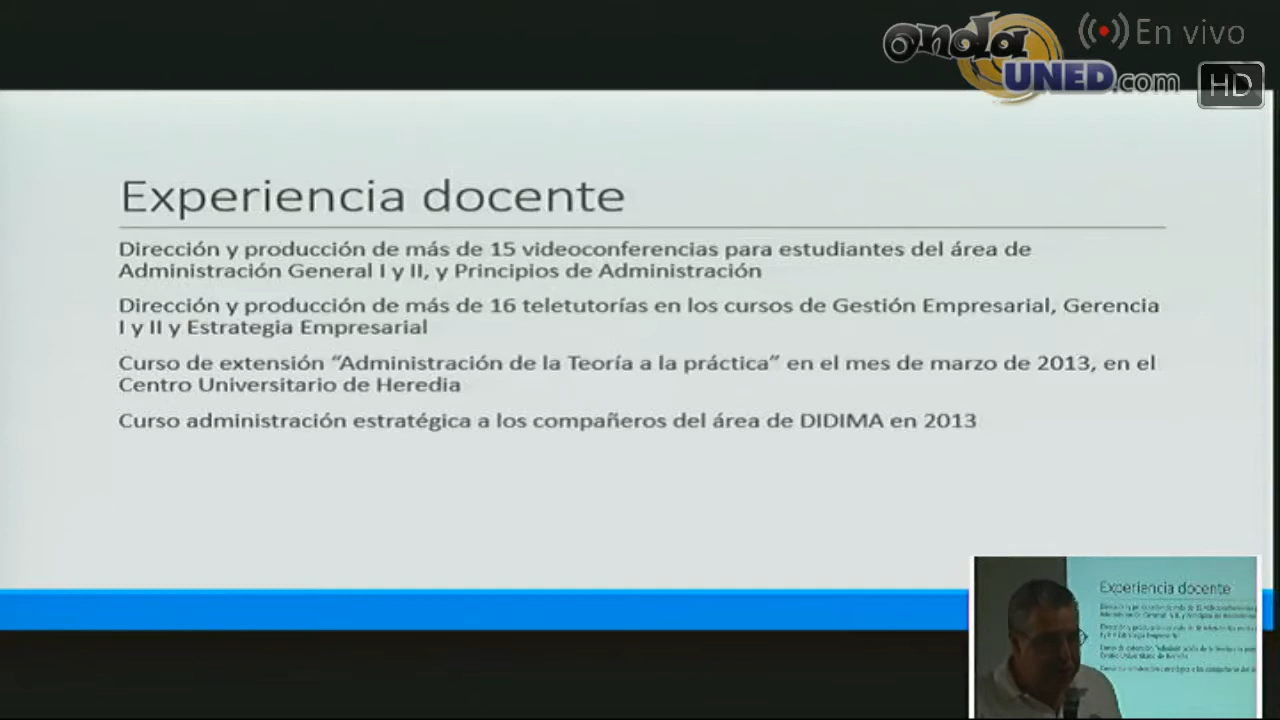 onda
UNED.com
En vivo
HD
Experiencia docente
Dirección y producción de más de 15 videoconferencias para estudiantes del área de
Administración General I y II, y Principios de Administración
Dirección y producción de más de 16 teletutorías en los cursos de Gestión Empresarial, Gerencia
I y II y Estrategia Empresarial
Curso de extensión “Administración de la Teoría a la práctica” en el mes de marzo de 2013, en el
Centro Universitario de Heredia
Curso administración estratégica a los compañeros del área de DIDIMA en 2013
Experiencia docente